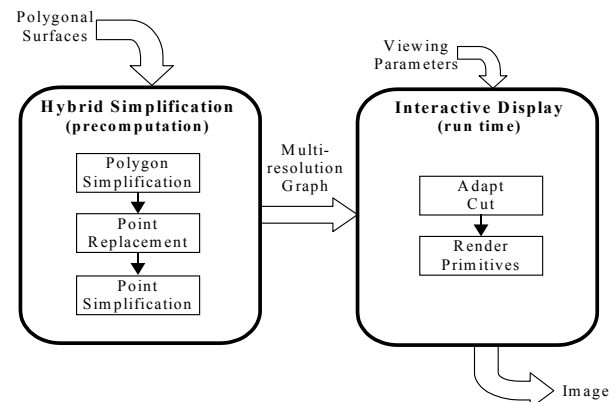 Polygonal
Surfaces
Viewing
Parameters
Hybrid Simplification
(precomputation)
Polygon
Simplification
Point
Replacement
Point
Simplification
Multi-
resolution
Graph
Interactive Display
(run time)
Adapt
Cut
Render
Primitives
Image